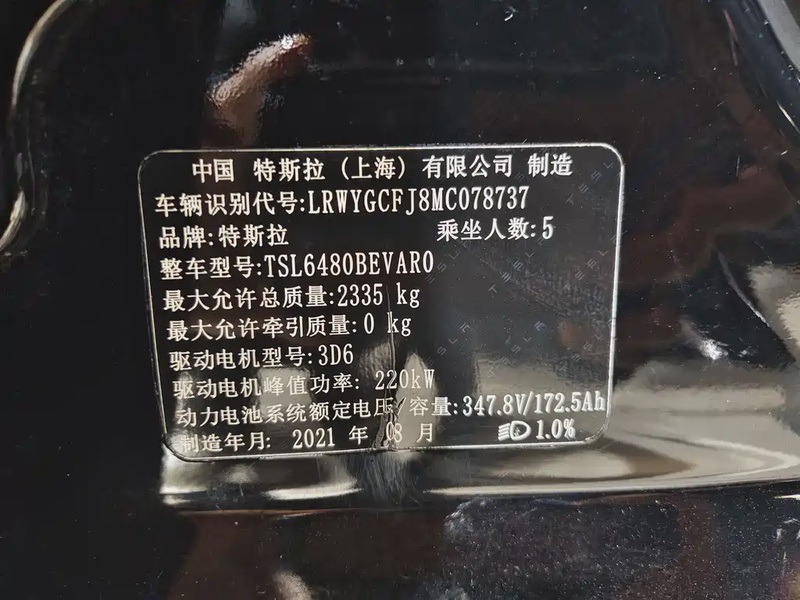 中国 特斯拉 (上海) 有限公司 制造
车辆识别代号:LRWYGCFJ8MC078737
品牌:特斯拉 乘坐人数:5
整车型号:TSL6480BEVAR0
最大允许总质量:2335 kg
最大允许牵引质量:0 kg
驱动电机型号:3D6
驱动电机峰值功率: 220kW
动力电池系统额定电压/容量:347.8V/172.5Ah
制造年月: 2021 年 08 月 1.0%
TESLA
TESLA
TESLA